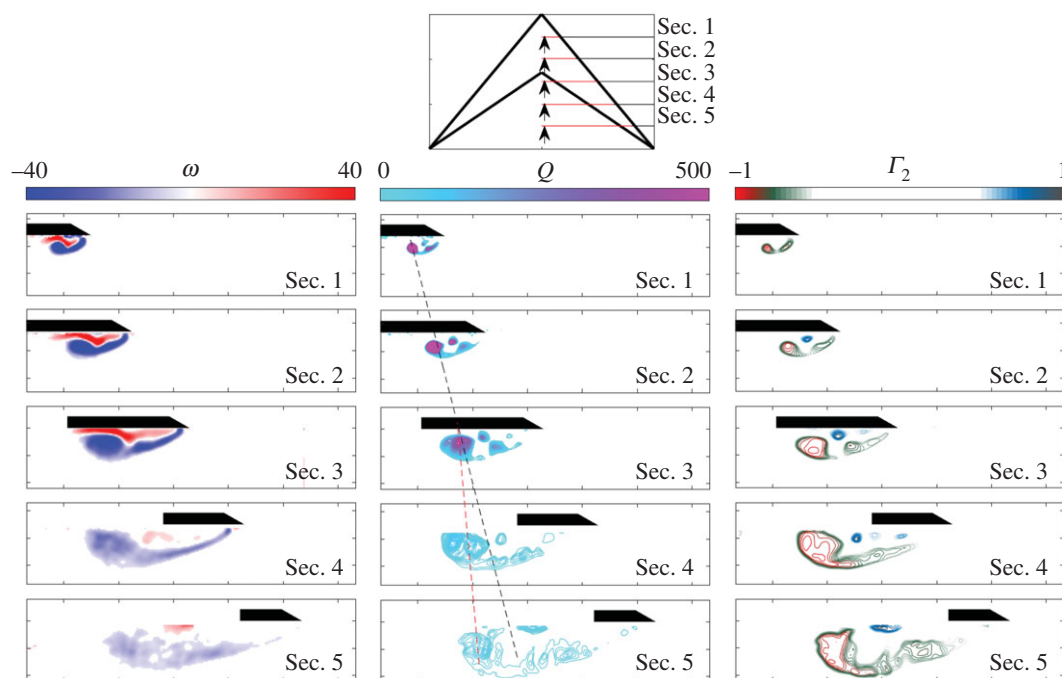 Sec. 1
Sec. 2
Sec. 3
Sec. 4
Sec. 5
–40 ω 40
0 Q 500
–1 Γ2 1
Sec. 1 Sec. 1 Sec. 1
Sec. 2 Sec. 2 Sec. 2
Sec. 3 Sec. 3 Sec. 3
Sec. 4 Sec. 4 Sec. 4
Sec. 5 Sec. 5 Sec. 5